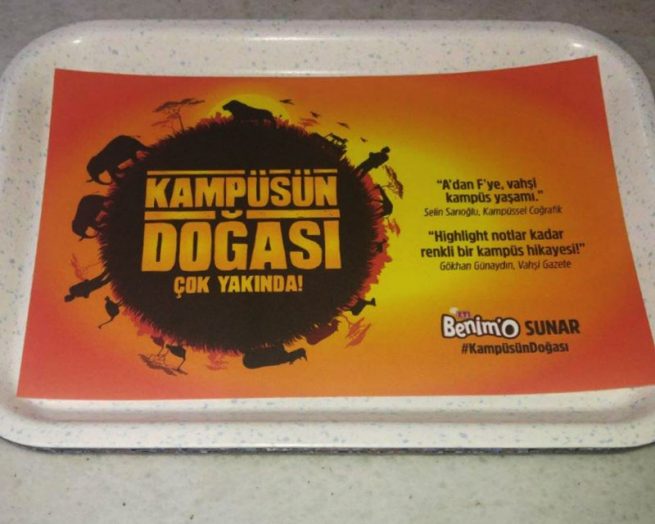 KAMPÜSÜN
DOĞASI
ÇOK YAKINDA!
“A’dan F’ye, vahşi
kampüs yaşamı.”
Selin Sarıoğlu, Kampüssel Coğrafik
“Highlight notlar kadar
renkli bir kampüs hikayesi!”
Gökhan Günaydın, Vahşi Gazete
ETİ
Benim'O SUNAR
#KampüsünDoğası